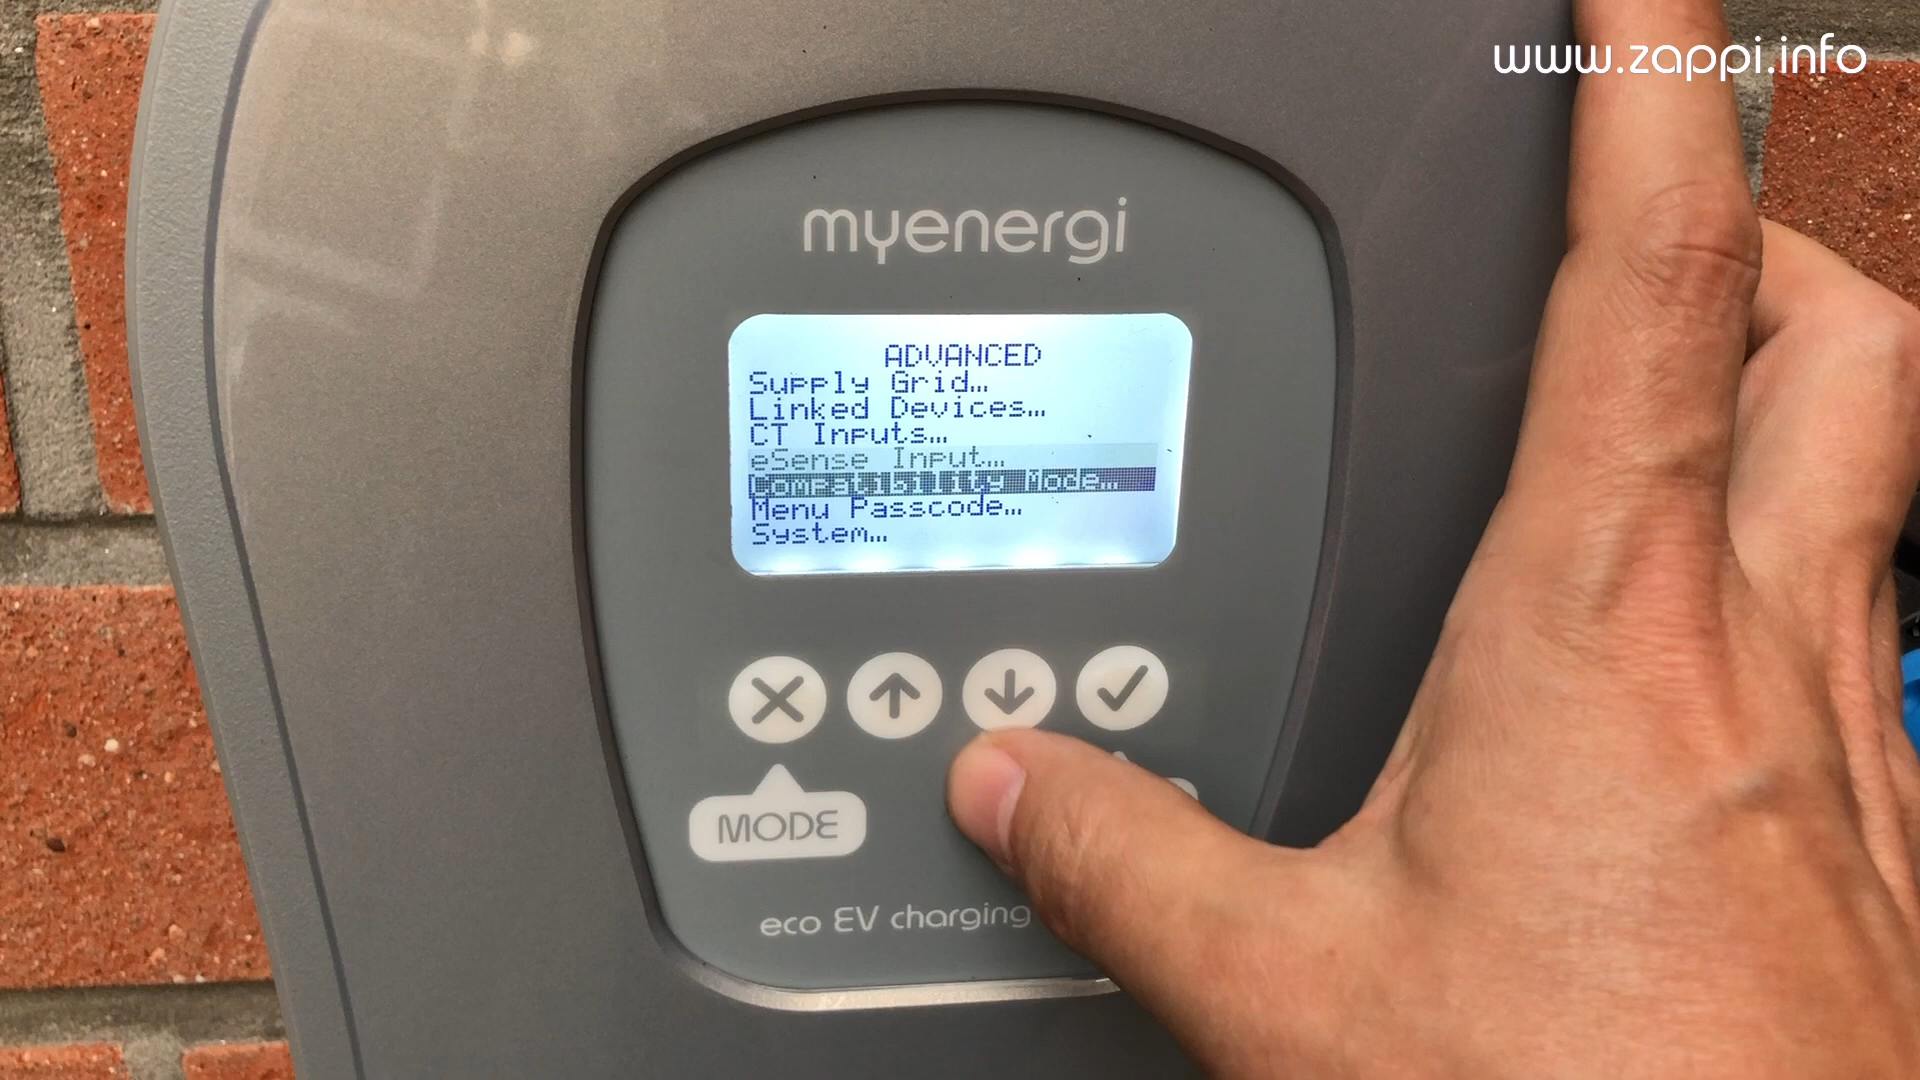 www.zappi.info
myenergi
ADVANCED
Supply Grid...
Linked Devices...
CT Inputs...
eSense Input...
Compatibility Mode...
Menu Passcode...
System...
MODE
eco EV charging